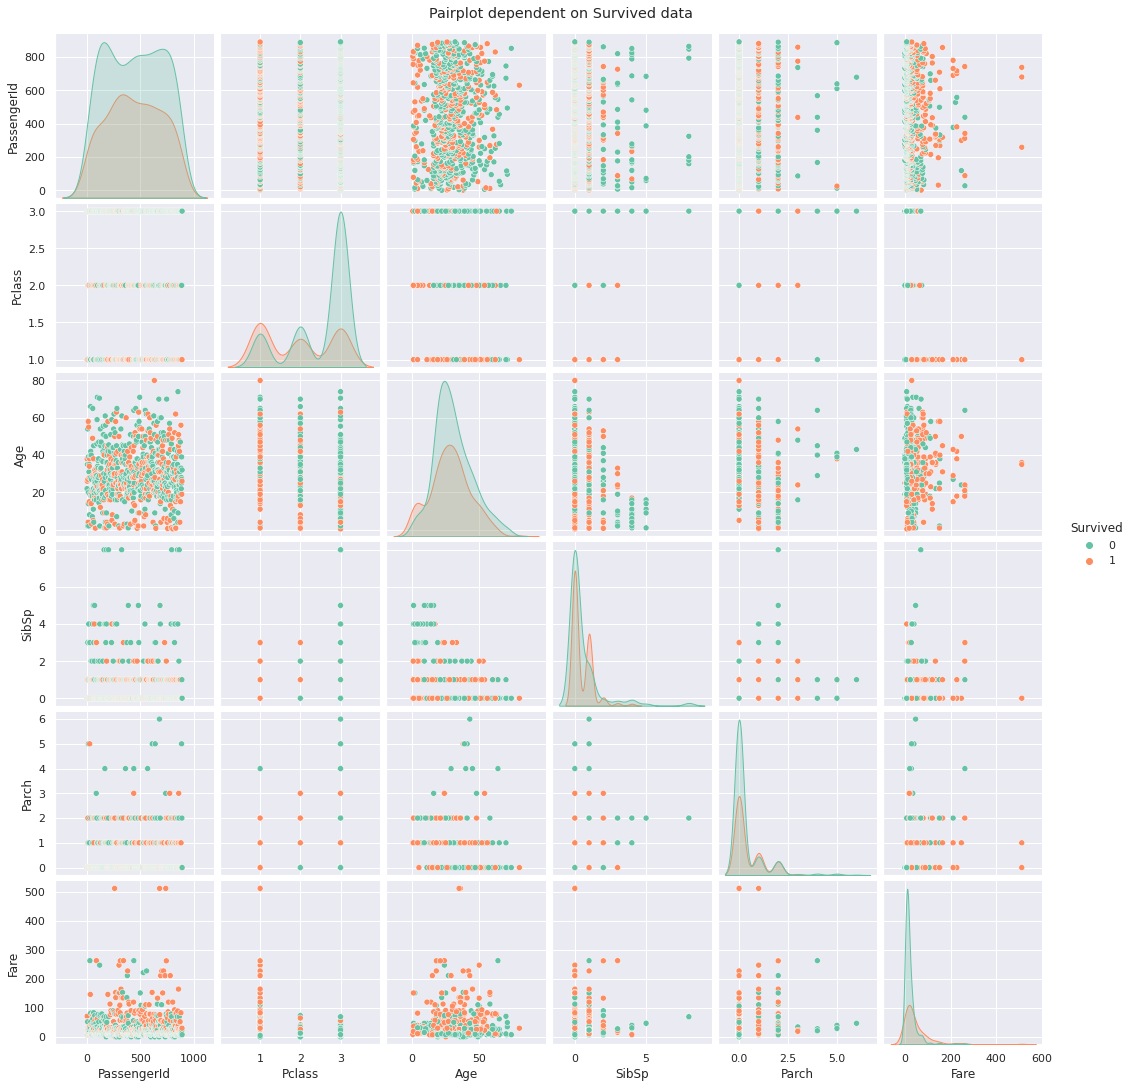 Pairplot dependent on Survived data
800
600
400
200
0
PassengerId
3.0
2.5
2.0
1.5
1.0
Pclass
80
60
40
20
0
Age
8
6
4
2
0
SibSp
6
5
4
3
2
1
0
Parch
500
400
300
200
100
0
Fare
Survived
0
1
0 500 1000
PassengerId
1 2 3
Pclass
0 50
Age
0 5
SibSp
0.0 2.5 5.0
Parch
0 200 400 600
Fare